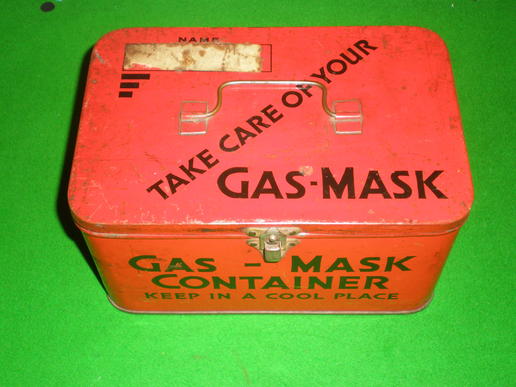 NAME
TAKE CARE OF YOUR
GAS-MASK
GAS - MASK
CONTAINER
KEEP IN A COOL PLACE